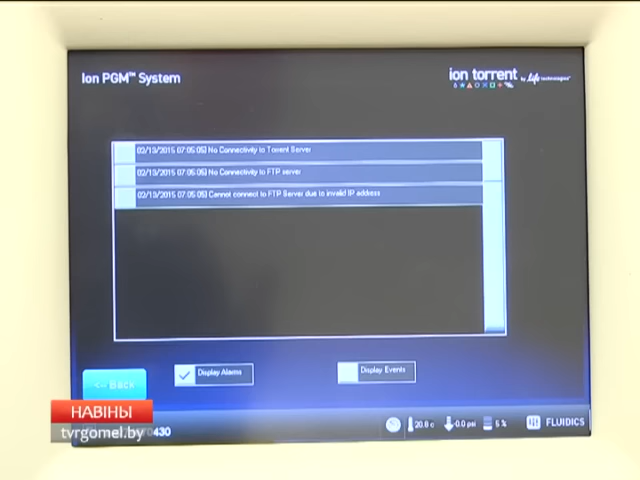 Ion PGM™ System
ion torrent
by life technologies™
02/13/2015 07:05:05] No Connectivity to Torrent Server
02/13/2015 07:05:05] No Connectivity to FTP server
02/13/2015 07:05:05] Cannot connect to FTP Server due to invalid IP address
Display Alarms
Display Events
<-- Back
НАВІНЫ
tvrgomel.by
0430
20.8 c
-0.0 psi
5 %
FLUIDICS